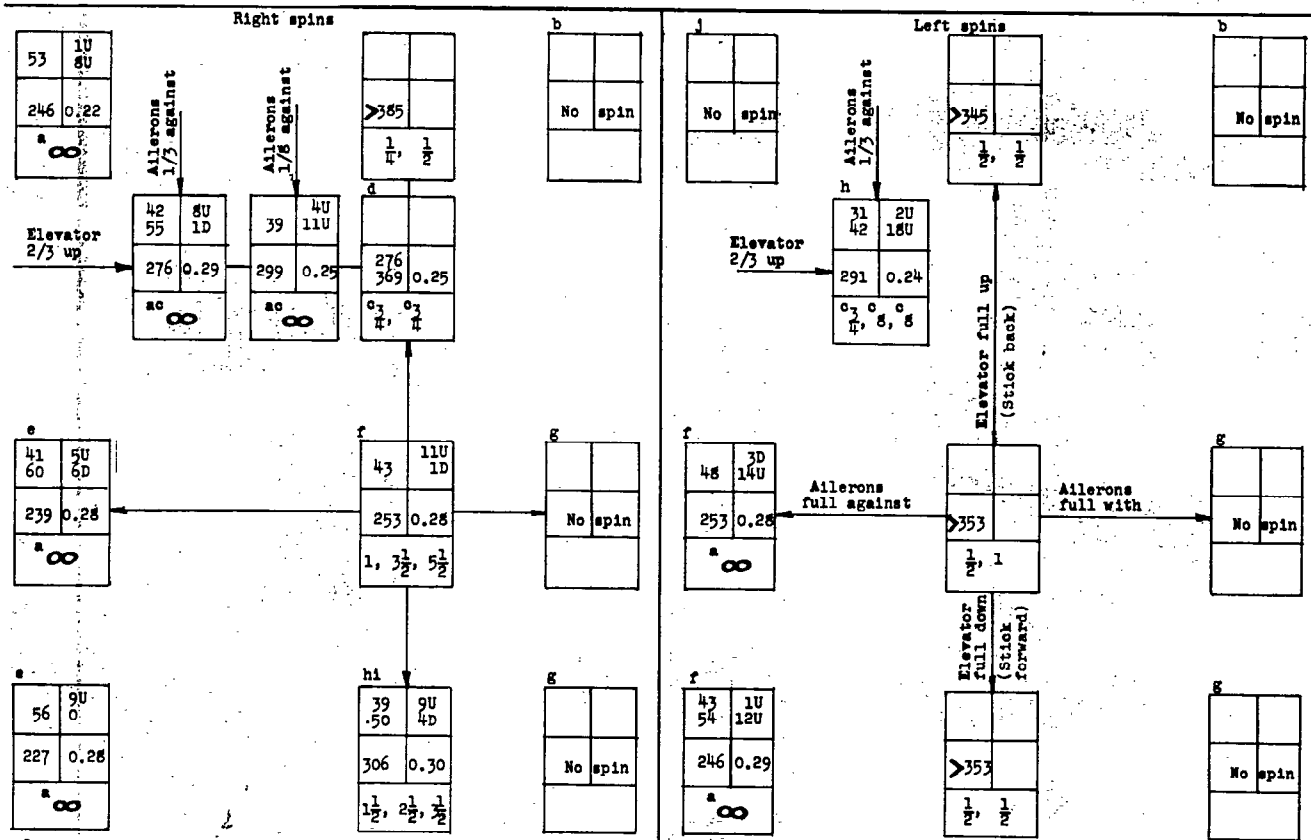 Right spins
b
53
1U
8U
246
0.22
a
∞
Ailerons
1/3 against
Ailerons
1/8 against
>385
1/4, 1/2
No spin
d
Elevator
2/3 up
42
55
8U
1D
276
0.29
ac
∞
39
4U
11U
299
0.25
ac
∞
276
369
0.25
c 3/4, c 3/4
e
41
60
5U
6D
239
0.28
a
∞
f
43
11U
1D
253
0.28
1, 3 1/2, 5 1/2
g
No spin
e
56
9U
0
227
0.28
a
∞
hi
39
50
9U
4D
306
0.30
1 1/2, 2 1/2, 3 1/2
g
No spin
j
Left spins
b
No spin
Ailerons
1/3 against
>345
1/2, 1/2
No spin
h
Elevator
2/3 up
31
42
2U
18U
291
0.24
c 3/4, c
Elevator full up
(Stick back)
f
48
3D
14U
253
0.28
a
∞
Ailerons
full against
>353
1/2, 1
Ailerons
full with
g
No spin
Elevator
full down
(Stick
forward)
f
43
54
1U
12U
246
0.29
a
∞
>353
1/2, 1/2
g
No spin